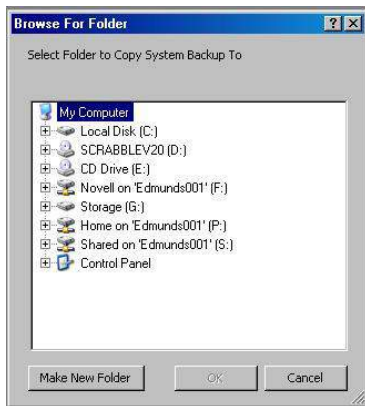 Browse For Folder
Select Folder to Copy System Backup To
My Computer
Local Disk (C:)
SCRABBLEV20 (D:)
CD Drive (E:)
Novell on 'Edmunds001' (F:)
Storage (G:)
Home on 'Edmunds001' (P:)
Shared on 'Edmunds001' (S:)
Control Panel
Make New Folder OK Cancel